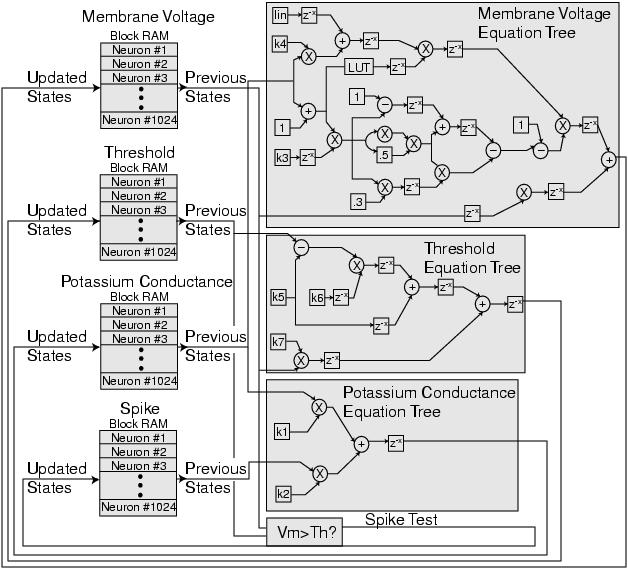 Membrane Voltage
Block RAM
Neuron #1
Neuron #2
Neuron #3
Neuron #1024
Updated
States
Previous
States
Threshold
Block RAM
Neuron #1
Neuron #2
Neuron #3
Neuron #1024
Updated
States
Previous
States
Potassium Conductance
Block RAM
Neuron #1
Neuron #2
Neuron #3
Neuron #1024
Updated
States
Previous
States
Spike
Block RAM
Neuron #1
Neuron #2
Neuron #3
Neuron #1024
Updated
States
Previous
States
Membrane Voltage
Equation Tree
Iin
z-x
k4
X
+
z-x
X
z-x
LUT
z-x
1
+
1
−
z-x
k3
z-x
X
X
X
.5
+
z-x
−
1
−
X
z-x
.3
X
z-x
X
z-x
X
z-x
+
Threshold
Equation Tree
−
X
z-x
k5
k6
z-x
+
z-x
z-x
+
z-x
k7
X
z-x
Potassium Conductance
Equation Tree
X
k1
+
z-x
X
k2
Vm>Th?
Spike Test